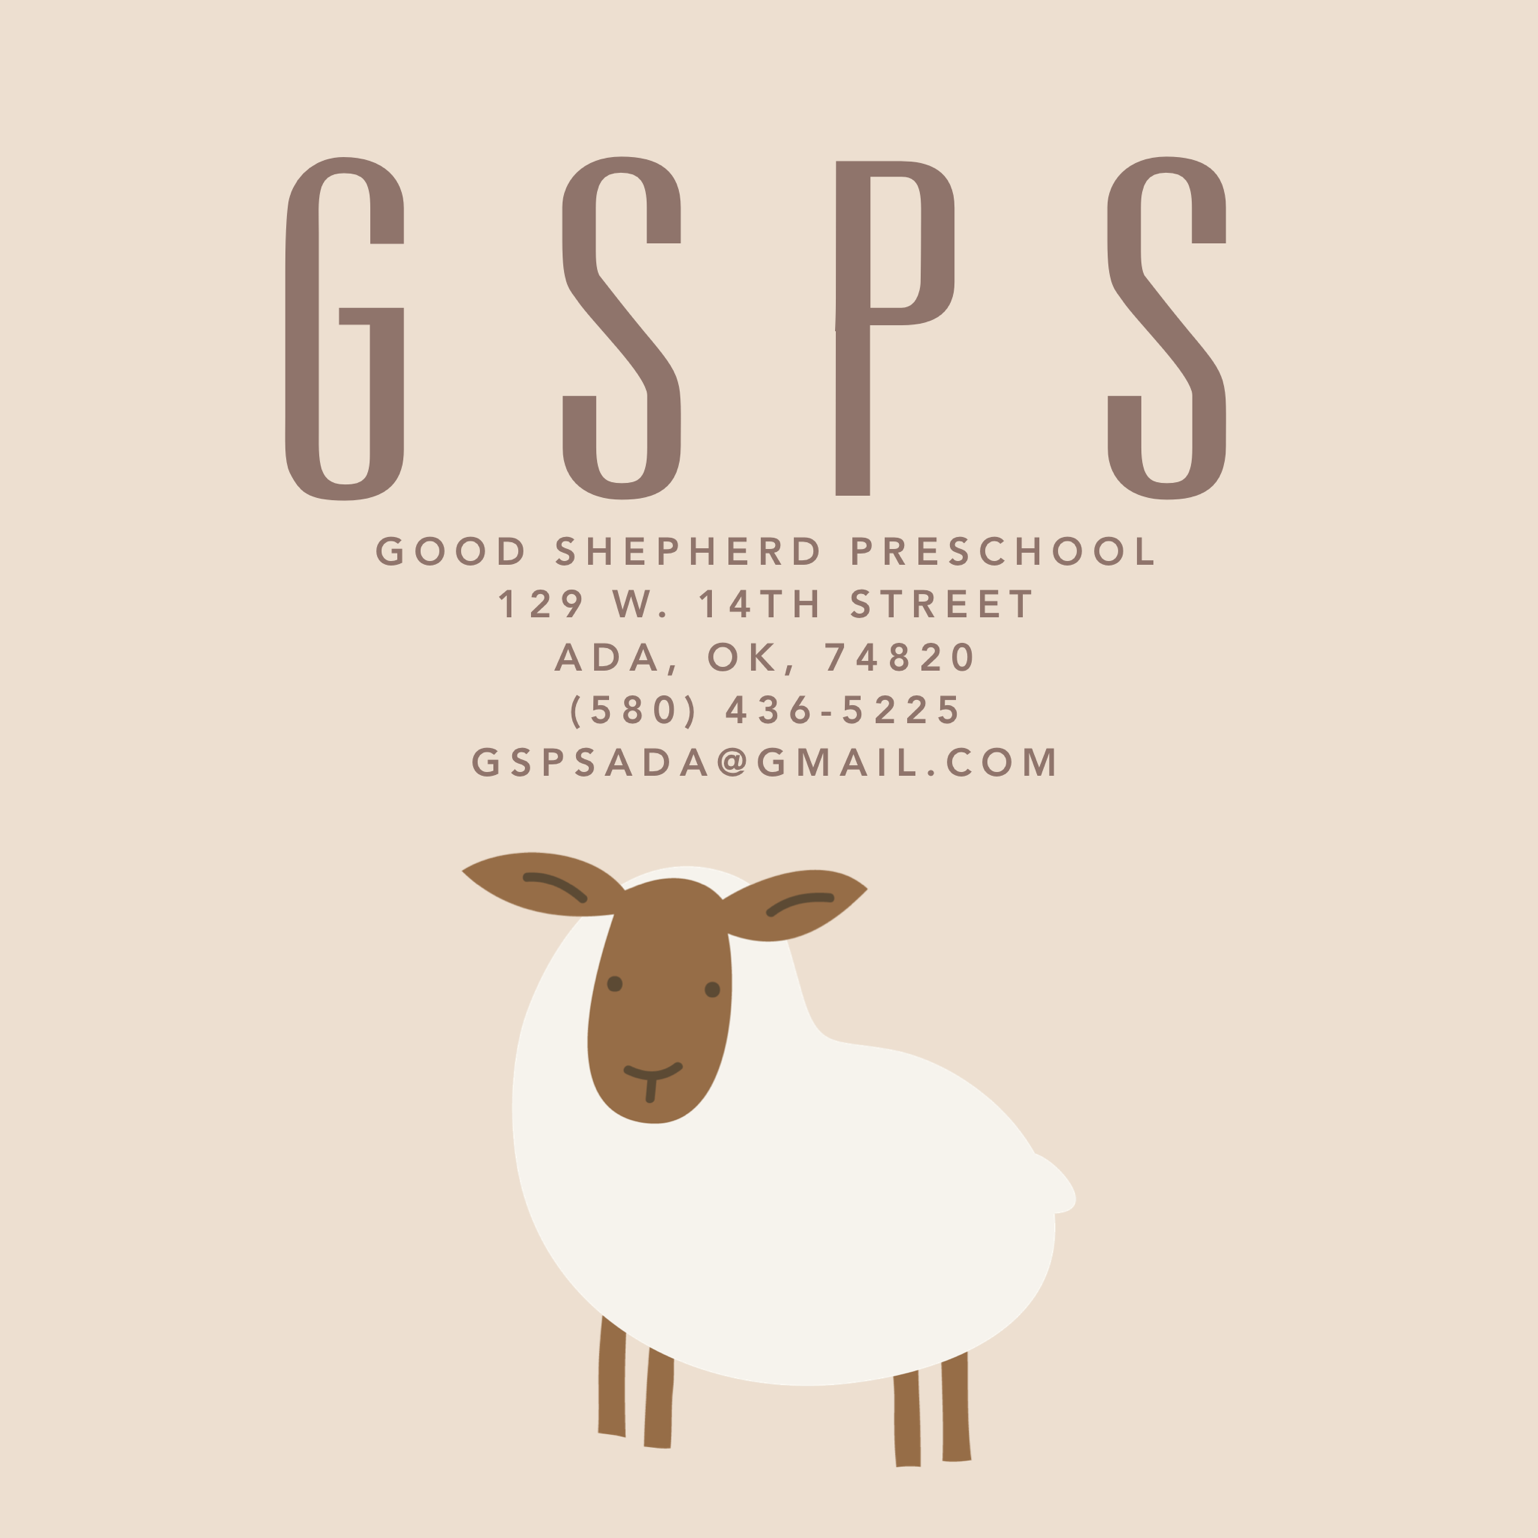 GSPS
GOOD SHEPHERD PRESCHOOL
129 W. 14TH STREET
ADA, OK, 74820
(580) 436-5225
GSPSADA@GMAIL.COM